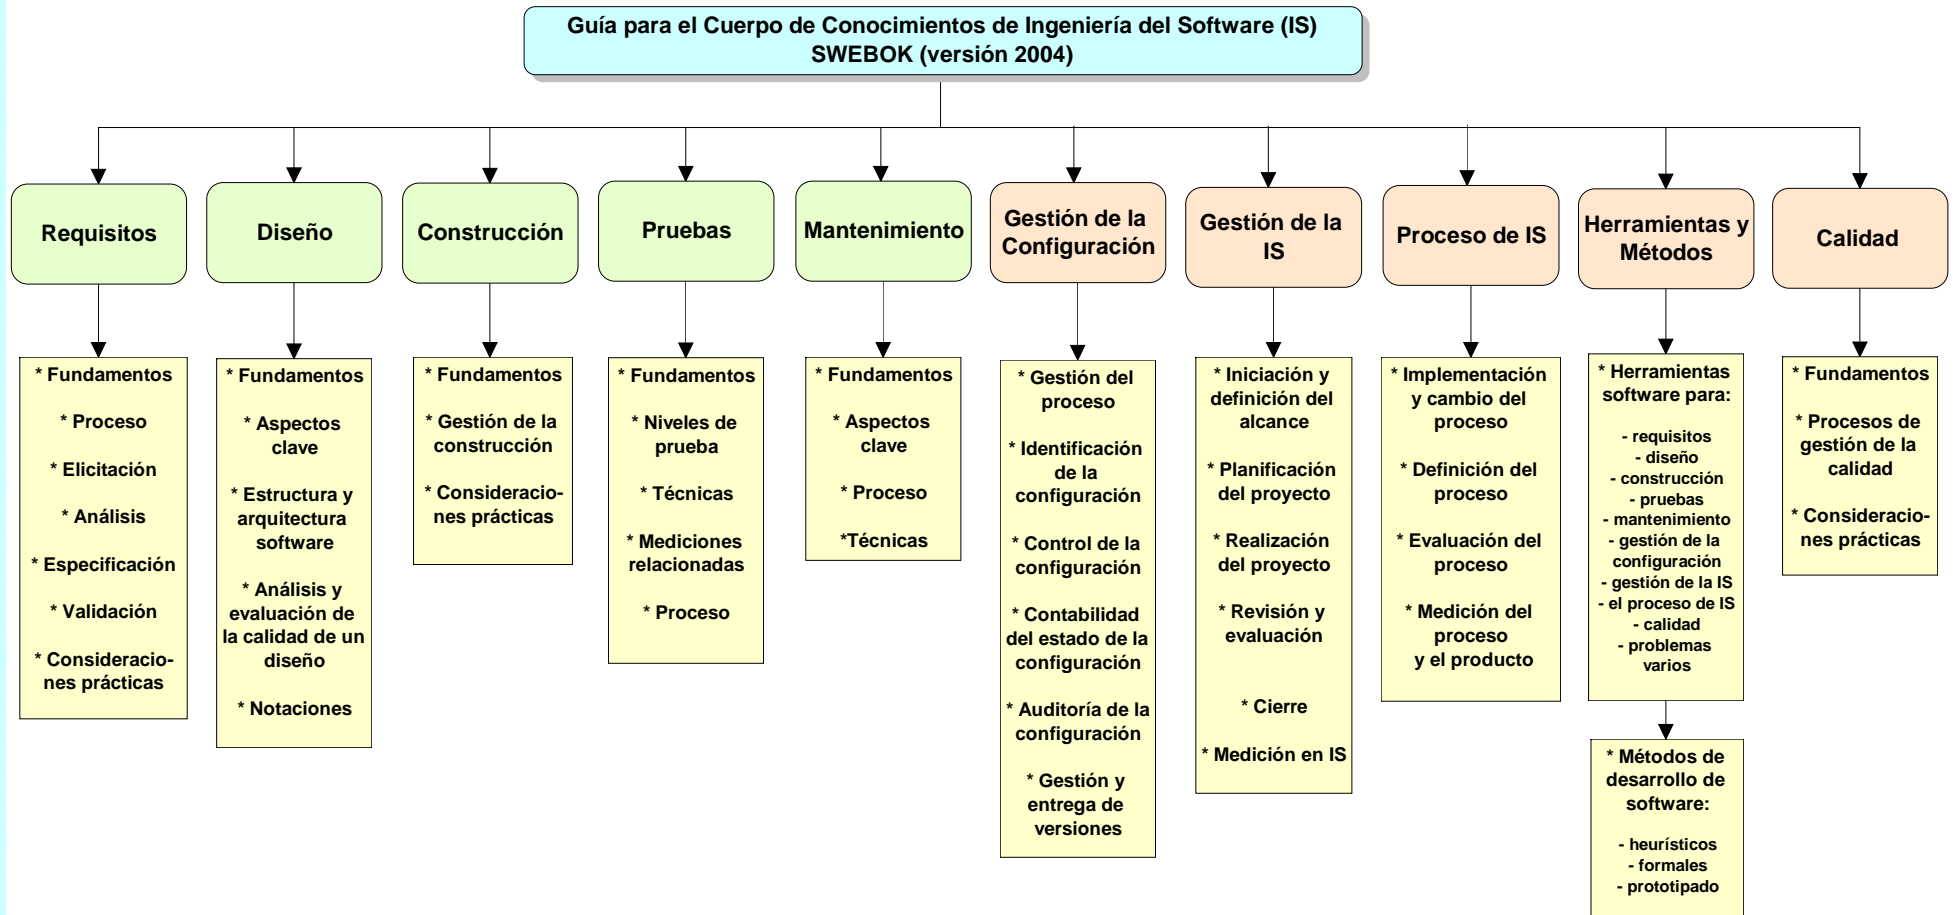 Guía para el Cuerpo de Conocimientos de Ingeniería del Software (IS)
SWEBOK (versión 2004)
Requisitos
Diseño
Construcción
Pruebas
Mantenimiento
Gestión de la
Configuración
Gestión de la
IS
Proceso de IS
Herramientas y
Métodos
Calidad
* Fundamentos
* Proceso
* Elicitación
* Análisis
* Especificación
* Validación
* Consideracio-
nes prácticas
* Fundamentos
* Aspectos
clave
* Estructura y
arquitectura
software
* Análisis y
evaluación de
la calidad de un
diseño
* Notaciones
* Fundamentos
* Gestión de la
construcción
* Consideracio-
nes prácticas
* Fundamentos
* Niveles de
prueba
* Técnicas
* Mediciones
relacionadas
* Proceso
* Fundamentos
* Aspectos
clave
* Proceso
*Técnicas
* Gestión del
proceso
* Identificación
de la
configuración
* Control de la
configuración
* Contabilidad
del estado de la
configuración
* Auditoría de la
configuración
* Gestión y
entrega de
versiones
* Iniciación y
definición del
alcance
* Planificación
del proyecto
* Realización
del proyecto
* Revisión y
evaluación
* Cierre
* Medición en IS
* Implementación
y cambio del
proceso
* Definición del
proceso
* Evaluación del
proceso
* Medición del
proceso
y el producto
* Herramientas
software para:
- requisitos
- diseño
- construcción
- pruebas
- mantenimiento
- gestión de la
configuración
- gestión de la IS
- el proceso de IS
- calidad
- problemas
varios
* Métodos de
desarrollo de
software:
- heurísticos
- formales
- prototipado
* Fundamentos
* Procesos de
gestión de la
calidad
* Consideracio-
nes prácticas